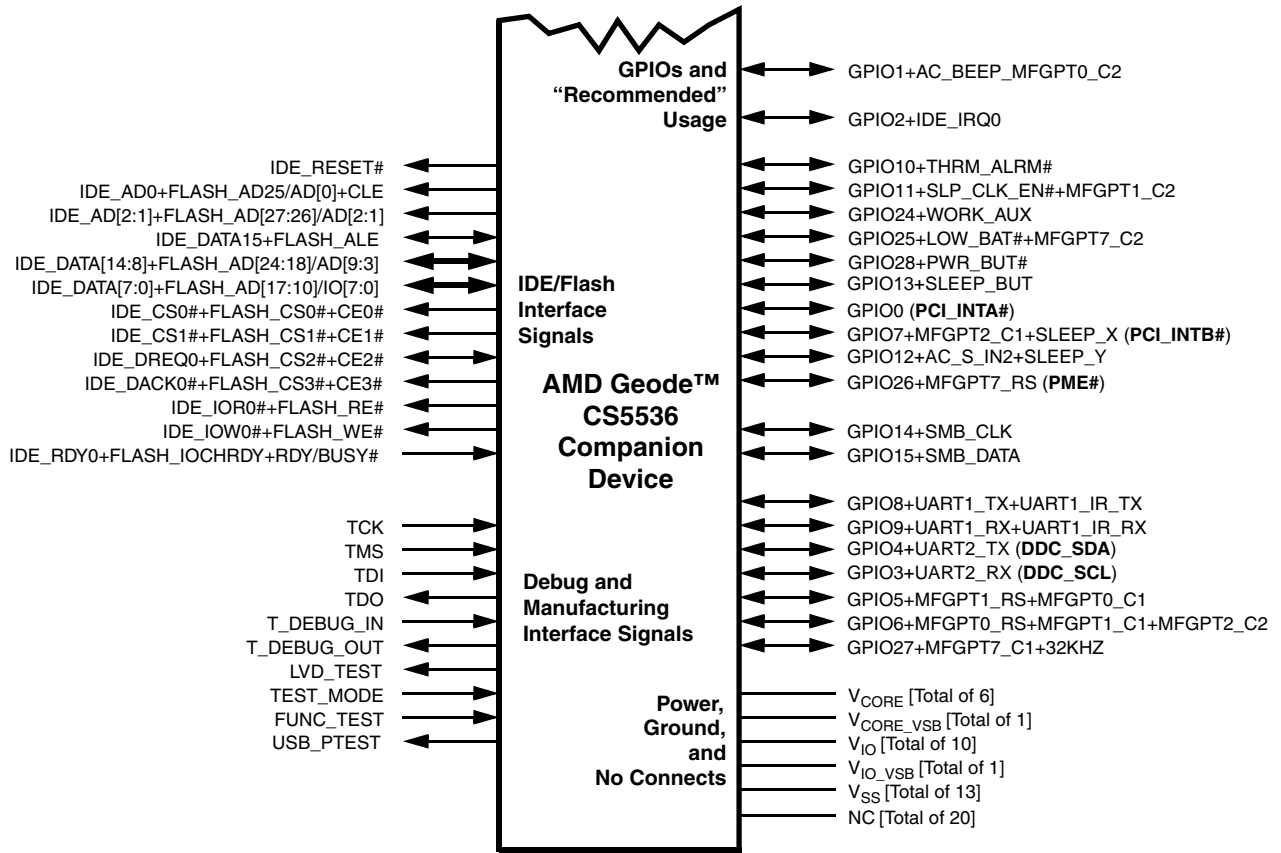 GPIOs and
“Recommended”
Usage
GPIO1+AC_BEEP_MFGPT0_C2
GPIO2+IDE_IRQ0
GPIO10+THRM_ALRM#
GPIO11+SLP_CLK_EN#+MFGPT1_C2
GPIO24+WORK_AUX
GPIO25+LOW_BAT#+MFGPT7_C2
GPIO28+PWR_BUT#
GPIO13+SLEEP_BUT
GPIO0 (PCI_INTA#)
GPIO7+MFGPT2_C1+SLEEP_X (PCI_INTB#)
GPIO12+AC_S_IN2+SLEEP_Y
GPIO26+MFGPT7_RS (PME#)
GPIO14+SMB_CLK
GPIO15+SMB_DATA
GPIO8+UART1_TX+UART1_IR_TX
GPIO9+UART1_RX+UART1_IR_RX
GPIO4+UART2_TX (DDC_SDA)
GPIO3+UART2_RX (DDC_SCL)
GPIO5+MFGPT1_RS+MFGPT0_C1
GPIO6+MFGPT0_RS+MFGPT1_C1+MFGPT2_C2
GPIO27+MFGPT7_C1+32KHZ
IDE_RESET#
IDE_AD0+FLASH_AD25/AD[0]+CLE
IDE_AD[2:1]+FLASH_AD[27:26]/AD[2:1]
IDE_DATA15+FLASH_ALE
IDE_DATA[14:8]+FLASH_AD[24:18]/AD[9:3]
IDE_DATA[7:0]+FLASH_AD[17:10]/IO[7:0]
IDE_CS0#+FLASH_CS0#+CE0#
IDE_CS1#+FLASH_CS1#+CE1#
IDE_DREQ0+FLASH_CS2#+CE2#
IDE_DACK0#+FLASH_CS3#+CE3#
IDE_IOR0#+FLASH_RE#
IDE_IOW0#+FLASH_WE#
IDE_RDY0+FLASH_IOCHRDY+RDY/BUSY#
IDE/Flash
Interface
Signals
AMD Geode™
CS5536
Companion
Device
TCK
TMS
TDI
TDO
T_DEBUG_IN
T_DEBUG_OUT
LVD_TEST
TEST_MODE
FUNC_TEST
USB_PTEST
Debug and
Manufacturing
Interface Signals
Power,
Ground,
and
No Connects
VCORE [Total of 6]
VCORE_VSB [Total of 1]
VIO [Total of 10]
VIO_VSB [Total of 1]
VSS [Total of 13]
NC [Total of 20]